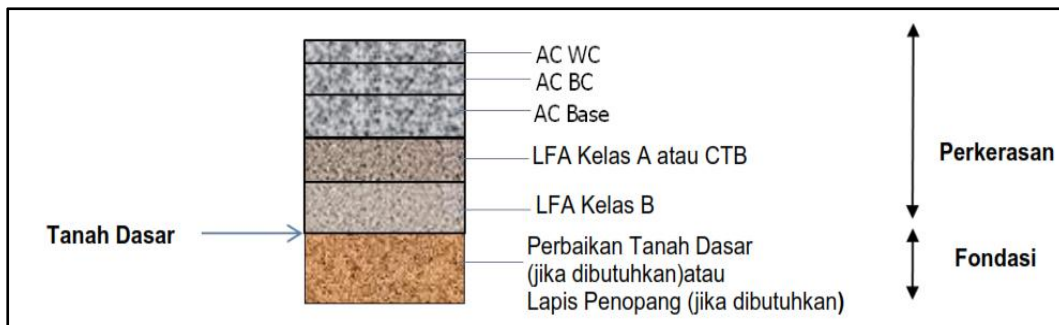 AC WC
AC BC
AC Base
LFA Kelas A atau CTB
Perkerasan
LFA Kelas B
Tanah Dasar
Perbaikan Tanah Dasar
(jika dibutuhkan)atau
Lapis Penopang (jika dibutuhkan)
Fondasi